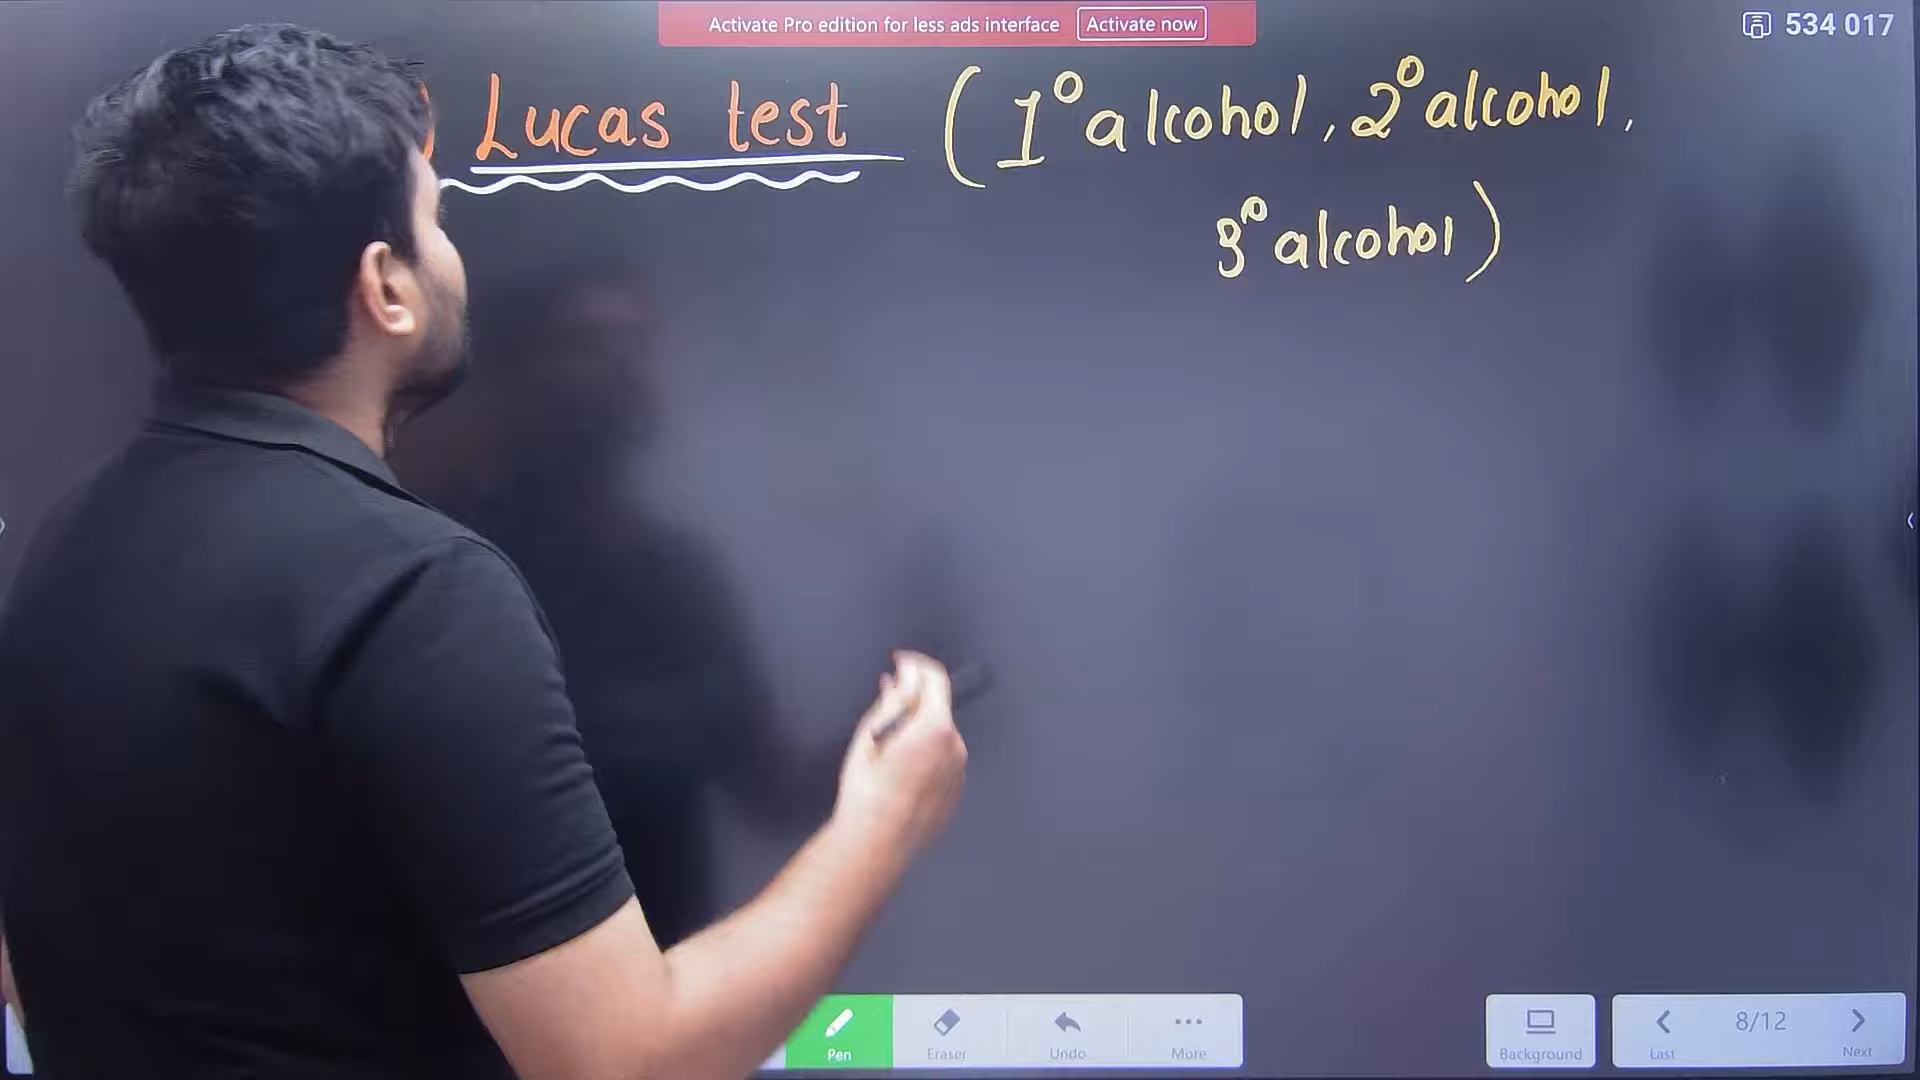 Activate Pro edition for less ads interface Activate now
534 017
) Lucas test (1° alcohol, 2° alcohol,
3° alcohol)
Pen Eraser Undo More
Background
Last 8/12 Next